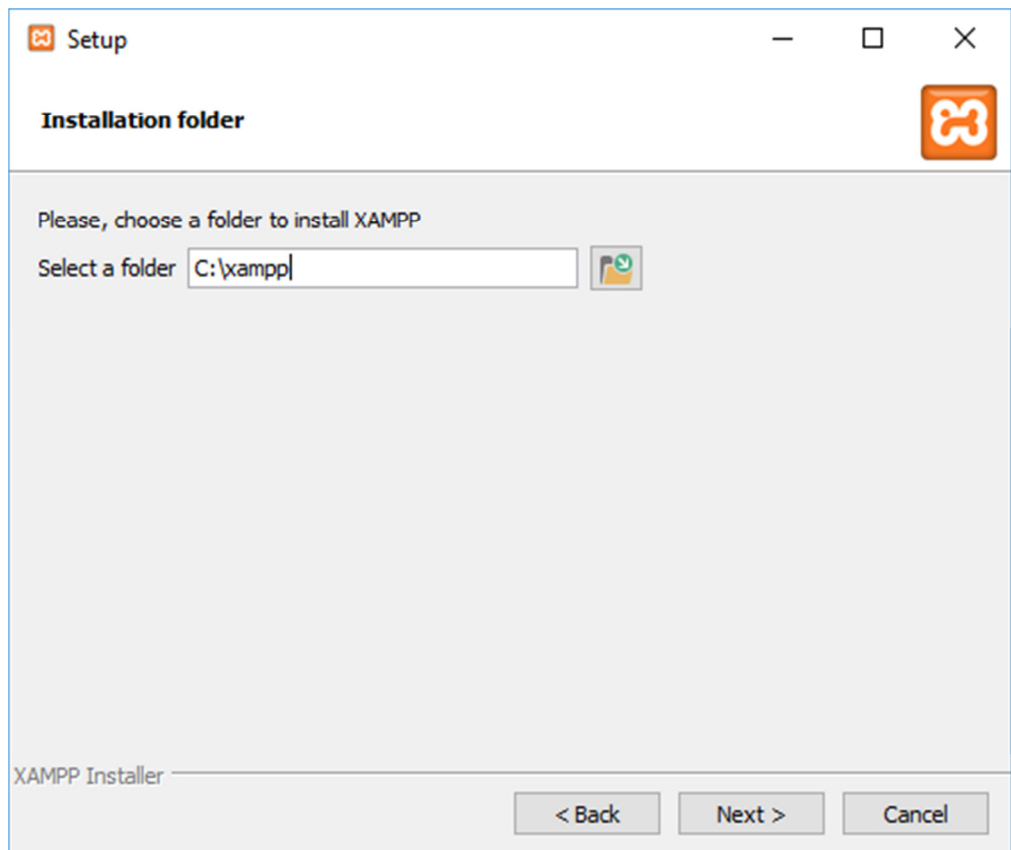 Setup
Installation folder
Please, choose a folder to install XAMPP
Select a folder C:\xampp
XAMPP Installer
< Back Next > Cancel